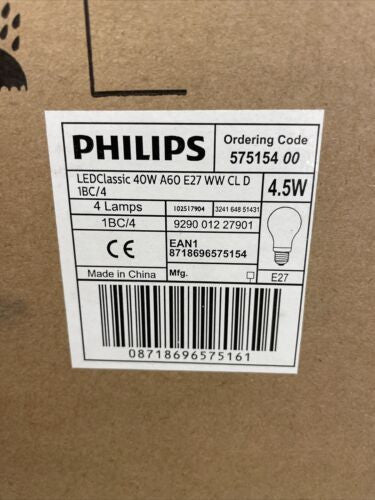 PHILIPS
Ordering Code
575154 00
LEDClassic 40W A60 E27 WW CL D
1BC/4
4.5W
4 Lamps
102517904
3241 648 51431
1BC/4
9290 012 27901
CE
EAN1
8718696575154
Made in China
Mfg.
E27
08718696575161